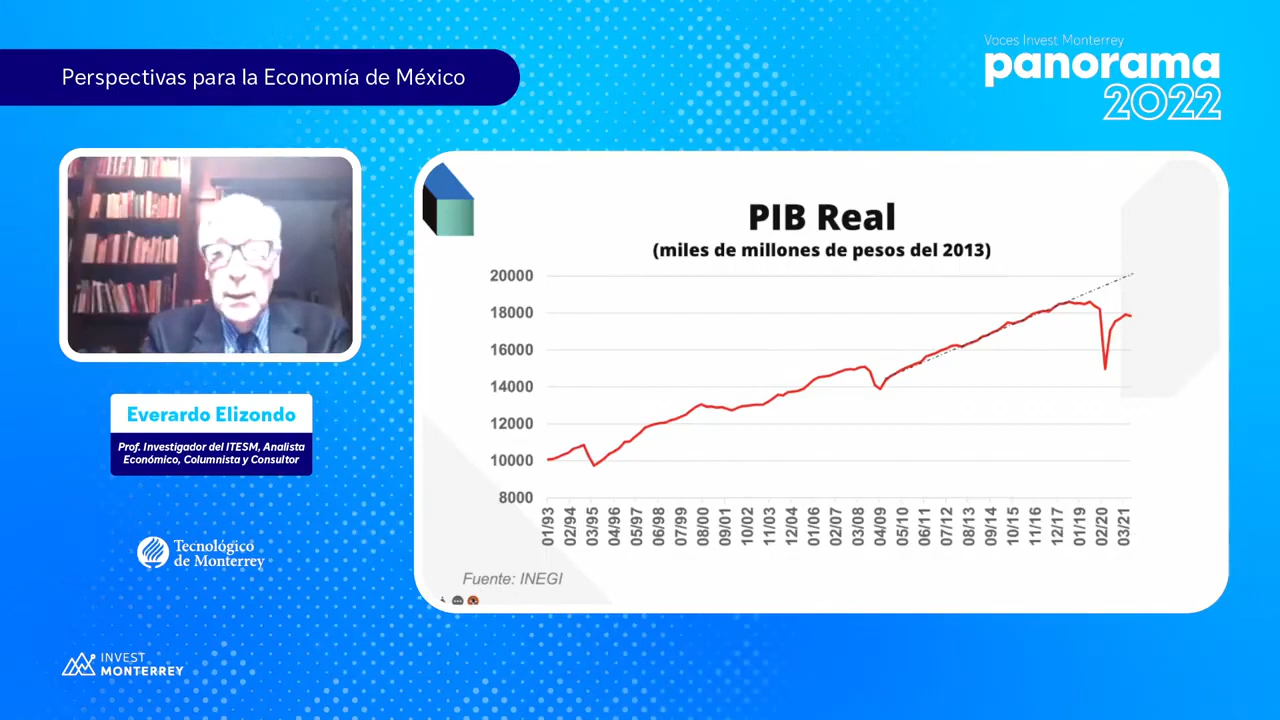 Voces Invest Monterrey
panorama
2022
Perspectivas para la Economía de México
PIB Real
(miles de millones de pesos del 2013)
20000
18000
16000
14000
12000
10000
8000
01/93
02/94
03/95
04/96
05/97
06/98
07/99
08/00
09/01
10/02
11/03
12/04
01/06
02/07
03/08
04/09
05/10
06/11
07/12
08/13
09/14
10/15
11/16
12/17
01/19
02/20
03/21
Fuente: INEGI
Everardo Elizondo
Prof. Investigador del ITESM, Analista
Económico, Columnista y Consultor
Tecnológico
de Monterrey
INVEST
MONTERREY